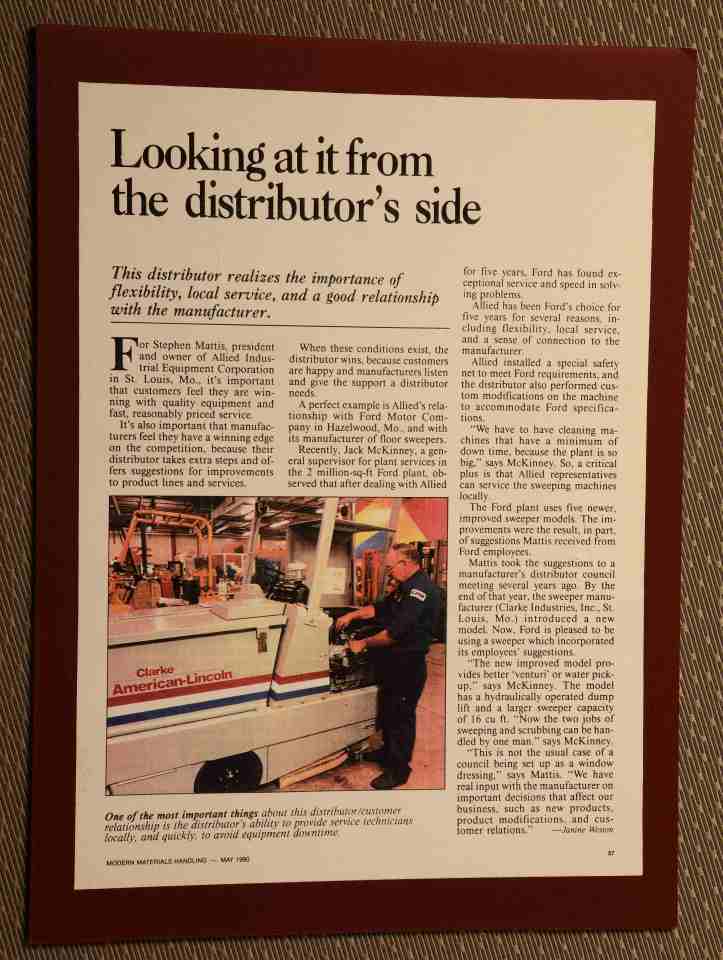 Looking at it from
the distributor's side
This distributor realizes the importance of
flexibility, local service, and a good relationship
with the manufacturer.
For Stephen Mattis, president
and owner of Allied Indus-
trial Equipment Corporation
in St. Louis, Mo., it's important
that customers feel they are win-
ning with quality equipment and
fast, reasonably priced service.
It's also important that manufac-
turers feel they have a winning edge
on the competition, because their
distributor takes extra steps and of-
fers suggestions for improvements
to product lines and services.
When these conditions exist, the
distributor wins, because customers
are happy and manufacturers listen
and give the support a distributor
needs.
A perfect example is Allied's rela-
tionship with Ford Motor Com-
pany in Hazelwood, Mo., and with
its manufacturer of floor sweepers.
Recently, Jack McKinney, a gen-
eral supervisor for plant services in
the 2 million-sq-ft Ford plant, ob-
served that after dealing with Allied
for five years, Ford has found ex-
ceptional service and speed in solv-
ing problems.
Allied has been Ford's choice for
five years for several reasons, in-
cluding flexibility, local service,
and a sense of connection to the
manufacturer.
Allied installed a special safety
net to meet Ford requirements, and
the distributor also performed cus-
tom modifications on the machine
to accommodate Ford specifica-
tions.
"We have to have cleaning ma-
chines that have a minimum of
down time, because the plant is so
big," says McKinney. So, a critical
plus is that Allied representatives
can service the sweeping machines
locally.
The Ford plant uses five newer,
improved sweeper models. The im-
provements were the result, in part,
of suggestions Mattis received from
Ford employees.
Mattis took the suggestions to a
manufacturer's distributor council
meeting several years ago. By the
end of that year, the sweeper manu-
facturer (Clarke Industries, Inc., St.
Louis, Mo.) introduced a new
model. Now, Ford is pleased to be
using a sweeper which incorporated
its employees' suggestions.
"The new improved model pro-
vides better 'venturi' or water pick-
up," says McKinney. The model
has a hydraulically operated dump
lift and a larger sweeper capacity
of 16 cu ft. "Now the two jobs of
sweeping and scrubbing can be han-
dled by one man." says McKinney.
"This is not the usual case of a
council being set up as a window
dressing," says Mattis. "We have
real input with the manufacturer on
important decisions that affect our
business, such as new products,
product modifications, and cus-
tomer relations." —Janine Weston
Clarke
American-Lincoln
One of the most important things about this distributor/customer
relationship is the distributor's ability to provide service technicians
locally, and quickly, to avoid equipment downtime.
MODERN MATERIALS HANDLING — MAY 1990
87